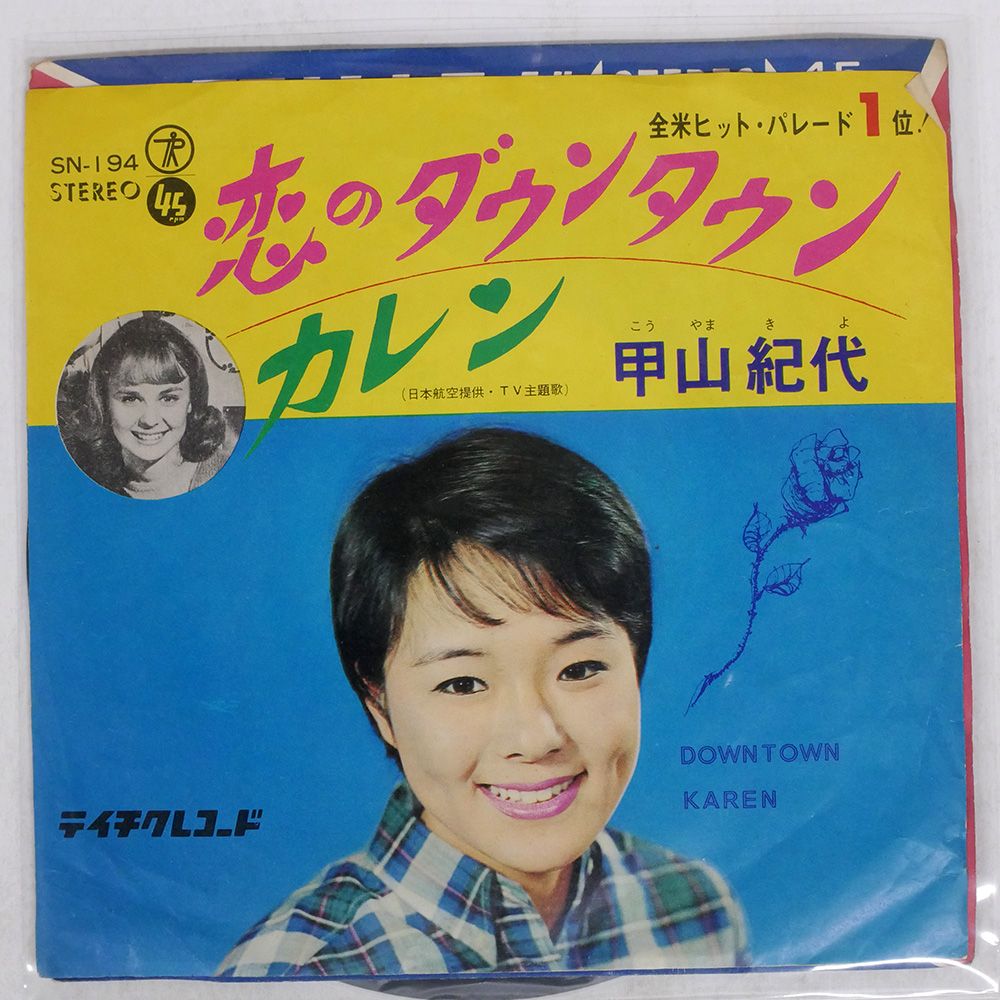 全米ヒット・パレード1位!
SN-194
STEREO
45
rpm
恋のダウンタウン
カレン
(日本航空提供・TV主題歌)
こうやまきよ
甲山紀代
DOWNTOWN
KAREN
テイチクレコード